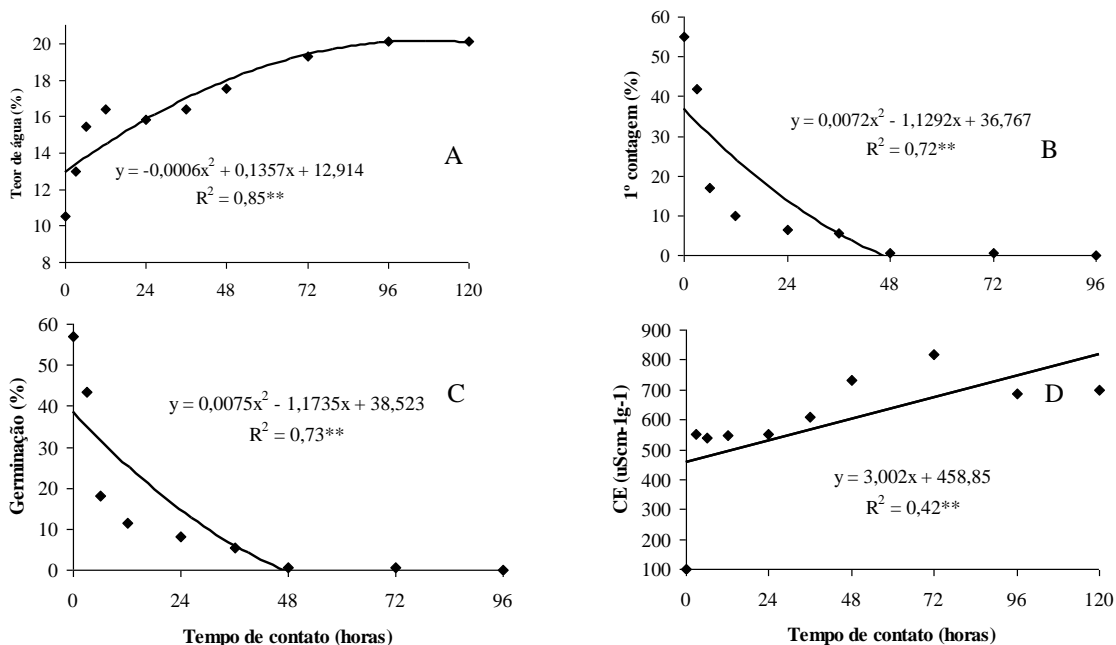 Teor de água (%)
20
18
16
14
12
10
8
A
y = -0,0006x² + 0,1357x + 12,914
R² = 0,85**
0 24 48 72 96 120
1º contagem (%)
60
50
40
30
20
10
0
y = 0,0072x² - 1,1292x + 36,767
R² = 0,72**
B
0 24 48 72 96
Germinação (%)
60
50
40
30
20
10
0
C
y = 0,0075x² - 1,1735x + 38,523
R² = 0,73**
0 24 48 72 96
Tempo de contato (horas)
CE (uScm-1g-1)
900
800
700
600
500
400
300
200
100
D
y = 3,002x + 458,85
R² = 0,42**
0 24 48 72 96 120
Tempo de contato (horas)